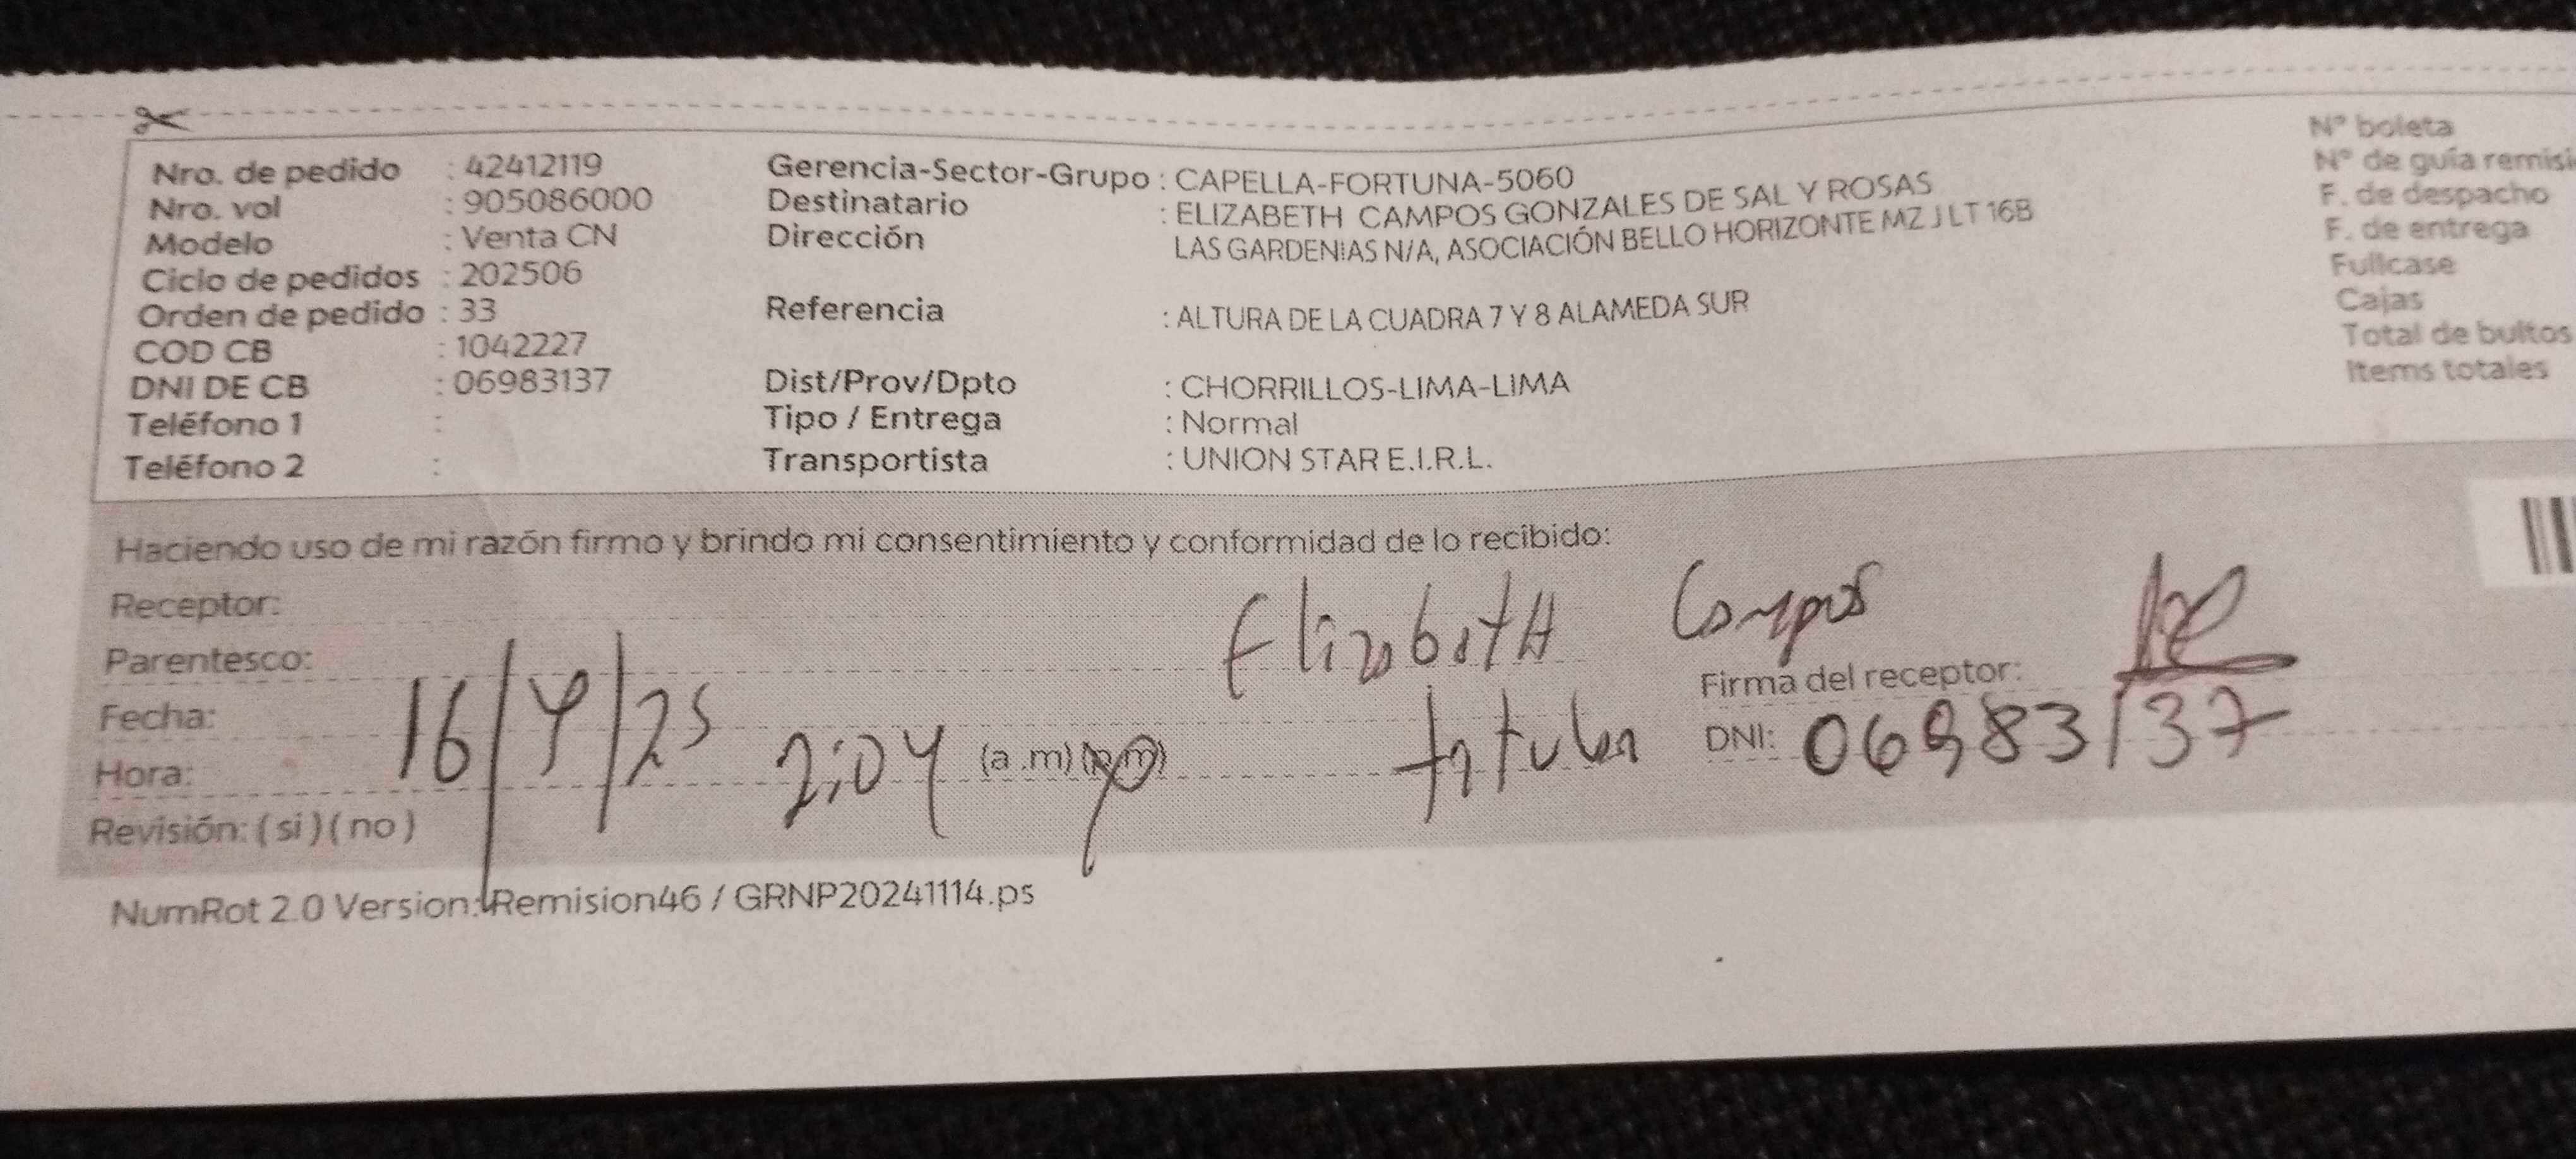 Nro. de pedido : 42412119
Nro. vol : 905086000
Modelo : Venta CN
Ciclo de pedidos : 202506
Orden de pedido : 33
COD CB : 1042227
DNI DE CB : 06983137
Teléfono 1 :
Teléfono 2 :
Gerencia-Sector-Grupo : CAPELLA-FORTUNA-5060
Destinatario : ELIZABETH CAMPOS GONZALES DE SAL Y ROSAS
Dirección LAS GARDENIAS N/A, ASOCIACIÓN BELLO HORIZONTE MZ J LT 16B
Referencia : ALTURA DE LA CUADRA 7 Y 8 ALAMEDA SUR
Dist/Prov/Dpto : CHORRILLOS-LIMA-LIMA
Tipo / Entrega : Normal
Transportista : UNION STAR E.I.R.L.
N° boleta
N° de guía remisi
F. de despacho
F. de entrega
Fullcase
Cajas
Total de bultos
Items totales
Haciendo uso de mi razón firmo y brindo mi consentimiento y conformidad de lo recibido:
Receptor: Elizabeth Campos
Parentesco: titular
Firma del receptor:
Fecha: 16/4/25
DNI: 06983137
Hora: 2:04 (a .m) (p.m)
Revisión: ( si ) ( no )
NumRot 2.0 Version: Remision46 / GRNP20241114.ps